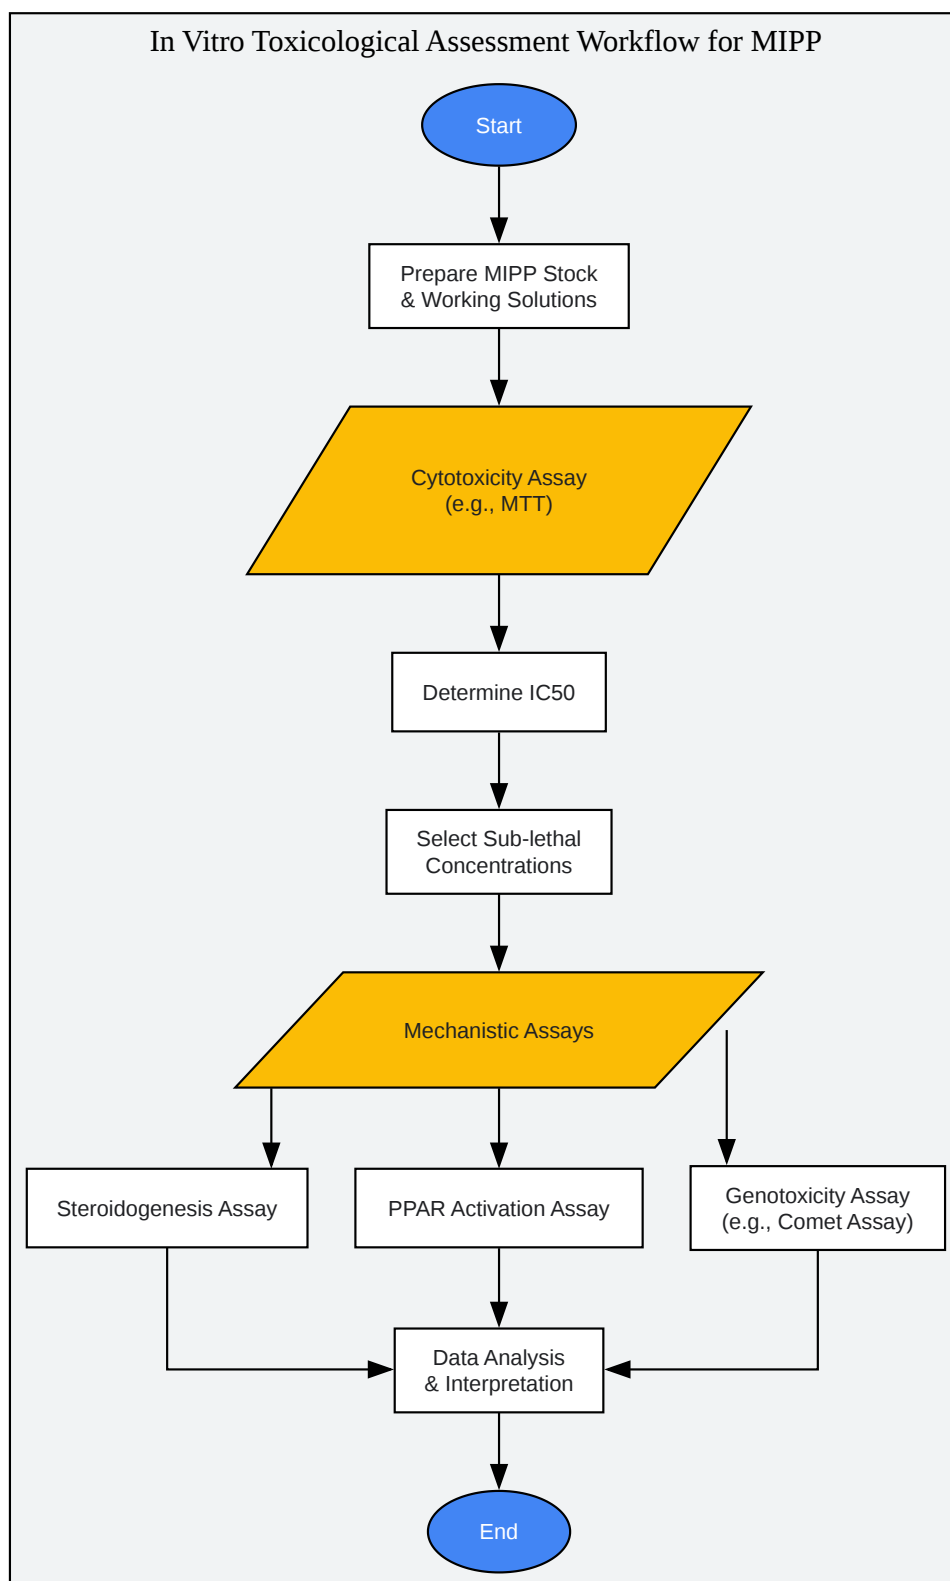 In Vitro Toxicological Assessment Workflow for MIPP
Start
Prepare MIPP Stock
& Working Solutions
Cytotoxicity Assay
(e.g., MTT)
Determine IC50
Select Sub-lethal
Concentrations
Mechanistic Assays
Steroidogenesis Assay
PPAR Activation Assay
Genotoxicity Assay
(e.g., Comet Assay)
Data Analysis
& Interpretation
End